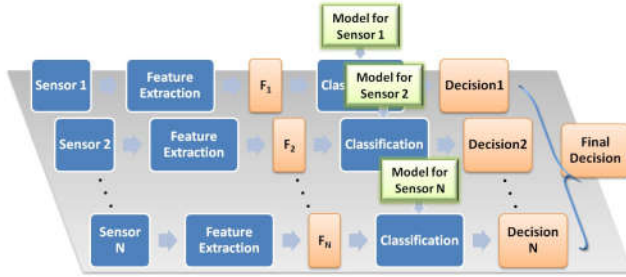 Model for
Sensor 1
Sensor 1
Feature
Extraction
F1
Clas
Decision1
Model for
Sensor 2
Sensor 2
Feature
Extraction
F2
Classification
Decision2
Final
Decision
Model for
Sensor N
Sensor
N
Feature
Extraction
FN
Classification
Decision
N